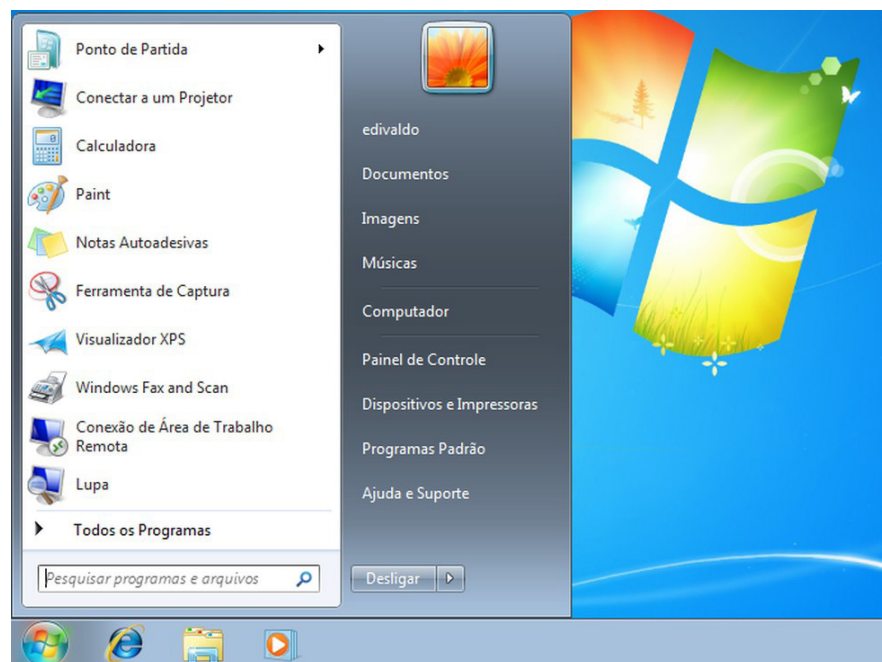 Ponto de Partida
Conectar a um Projetor
Calculadora
Paint
Notas Autoadesivas
Ferramenta de Captura
Visualizador XPS
Windows Fax and Scan
Conexão de Área de Trabalho
Remota
Lupa
Todos os Programas
Pesquisar programas e arquivos
edivaldo
Documentos
Imagens
Músicas
Computador
Painel de Controle
Dispositivos e Impressoras
Programas Padrão
Ajuda e Suporte
Desligar